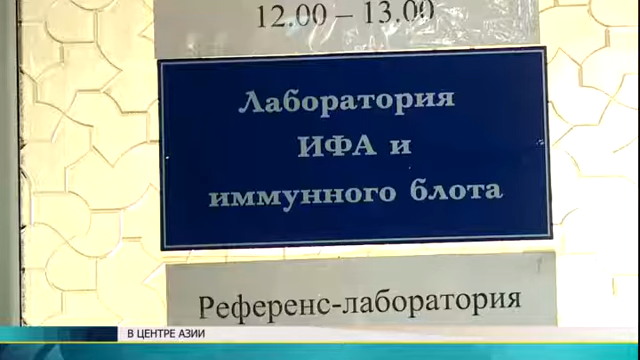 12.00 – 13.00
Лаборатория
ИФА и
иммунного блота
Референс-лаборатория
В ЦЕНТРЕ АЗИИ